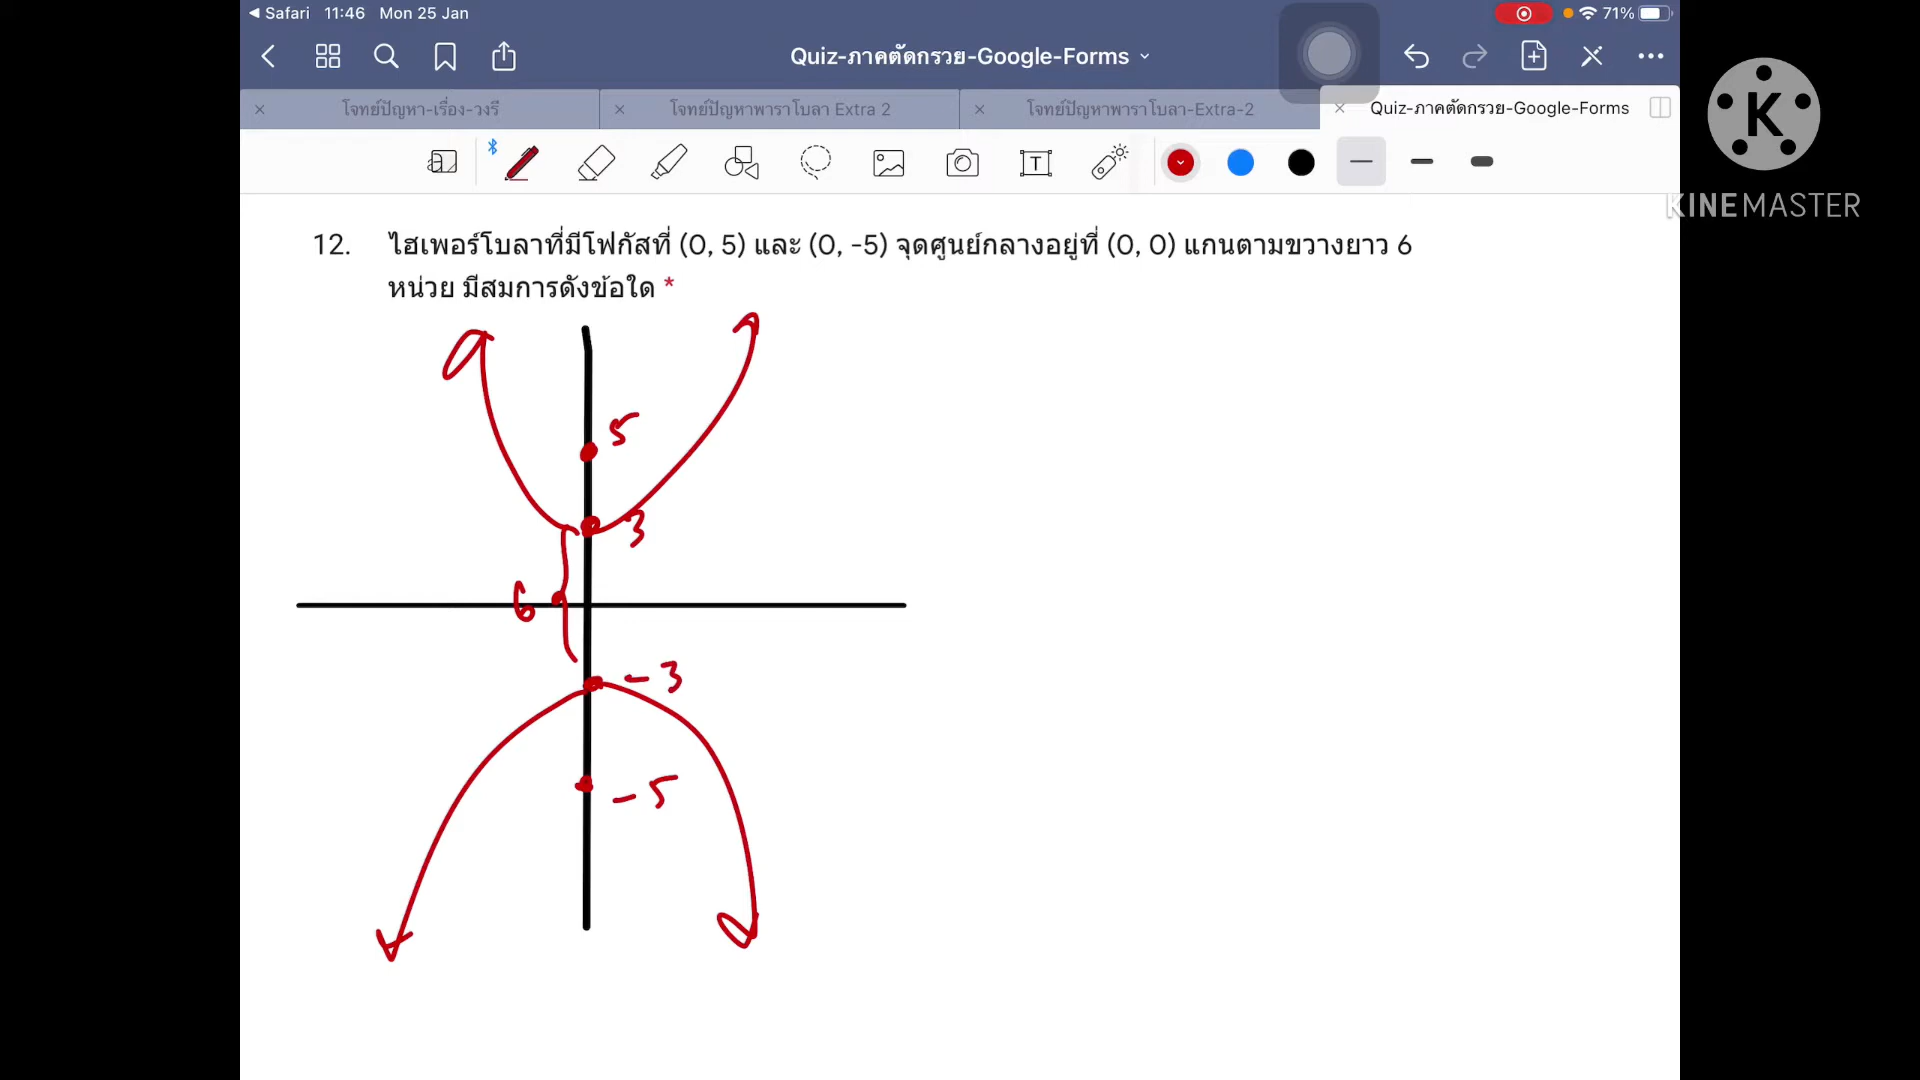 Safari 11:46 Mon 25 Jan 71%
Quiz-ภาคตัดกรวย-Google-Forms
โจทย์ปัญหา-เรื่อง-วงรี โจทย์ปัญหาพาราโบลา Extra 2 โจทย์ปัญหาพาราโบลา-Extra-2 Quiz-ภาคตัดกรวย-Google-Forms
K
KINEMASTER
12. ไฮเพอร์โบลาที่มีโฟกัสที่ (0, 5) และ (0, -5) จุดศูนย์กลางอยู่ที่ (0, 0) แกนตามขวางยาว 6
หน่วย มีสมการดังข้อใด *
5
3
6
-3
-5